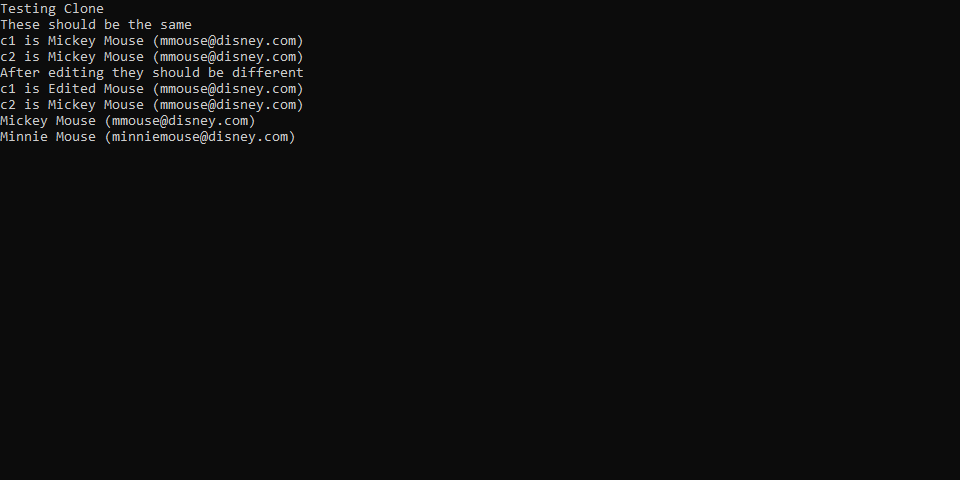 Testing Clone
These should be the same
c1 is Mickey Mouse (mmouse@disney.com)
c2 is Mickey Mouse (mmouse@disney.com)
After editing they should be different
c1 is Edited Mouse (mmouse@disney.com)
c2 is Mickey Mouse (mmouse@disney.com)
Mickey Mouse (mmouse@disney.com)
Minnie Mouse (minniemouse@disney.com)